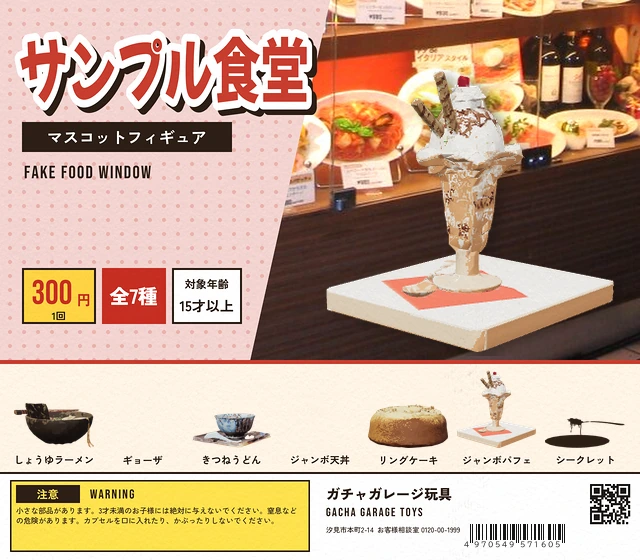 サンプル食堂
マスコットフィギュア
FAKE FOOD WINDOW
300円
1回
全7種
対象年齢
15才以上
イタリアスタイル
しょうゆラーメン
ギョーザ
きつねうどん
ジャンボ天丼
リングケーキ
ジャンボパフェ
シークレット
注意 WARNING
小さな部品があります。3才未満のお子様には絶対に与えないでください。窒息など
の危険があります。カプセルを口に入れたり、かぶったりしないでください。
ガチャガレージ玩具
GACHA GARAGE TOYS
汐見市本町2-14 お客様相談室 0120-00-1999
4 970549 571605